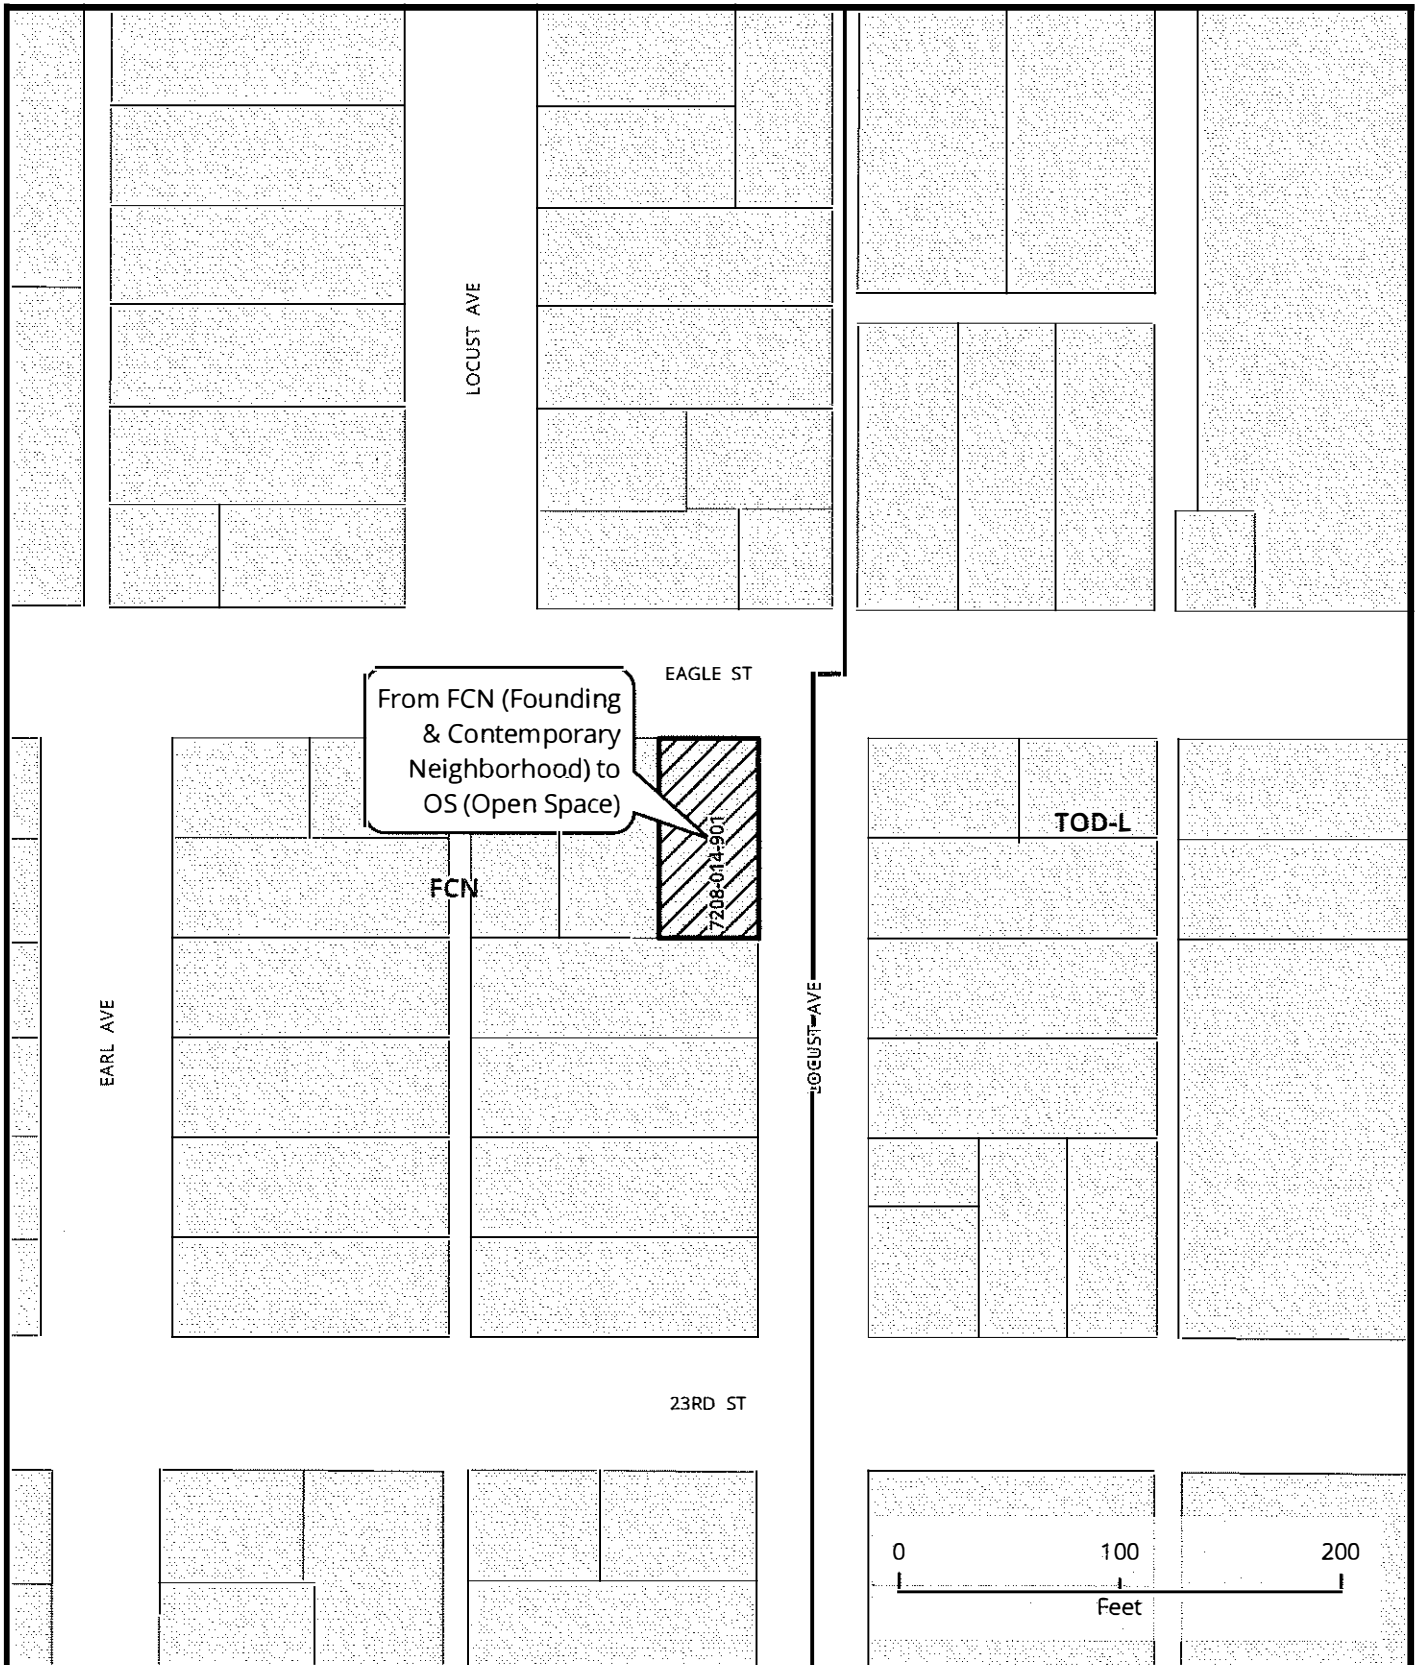 LOCUST AVE
EAGLE ST
From FCN (Founding
& Contemporary
Neighborhood) to
OS (Open Space)
7208-014-901
TOD-L
FCN
EARL AVE
LOCUST AVE
23RD ST
0 100 200
Feet